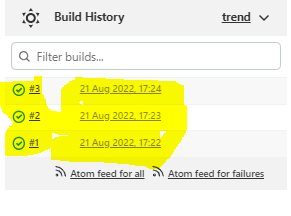 Build History trend
Filter builds...
#3 21 Aug 2022, 17:24
#2 21 Aug 2022, 17:23
#1 21 Aug 2022, 17:22
Atom feed for all Atom feed for failures